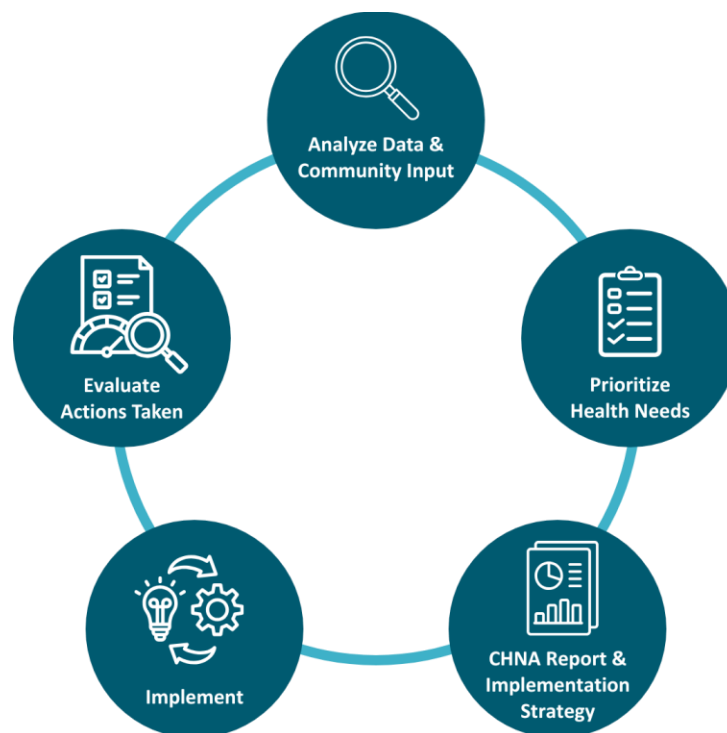 Analyze Data &
Community Input
Prioritize
Health Needs
CHNA Report &
Implementation
Strategy
Implement
Evaluate
Actions Taken